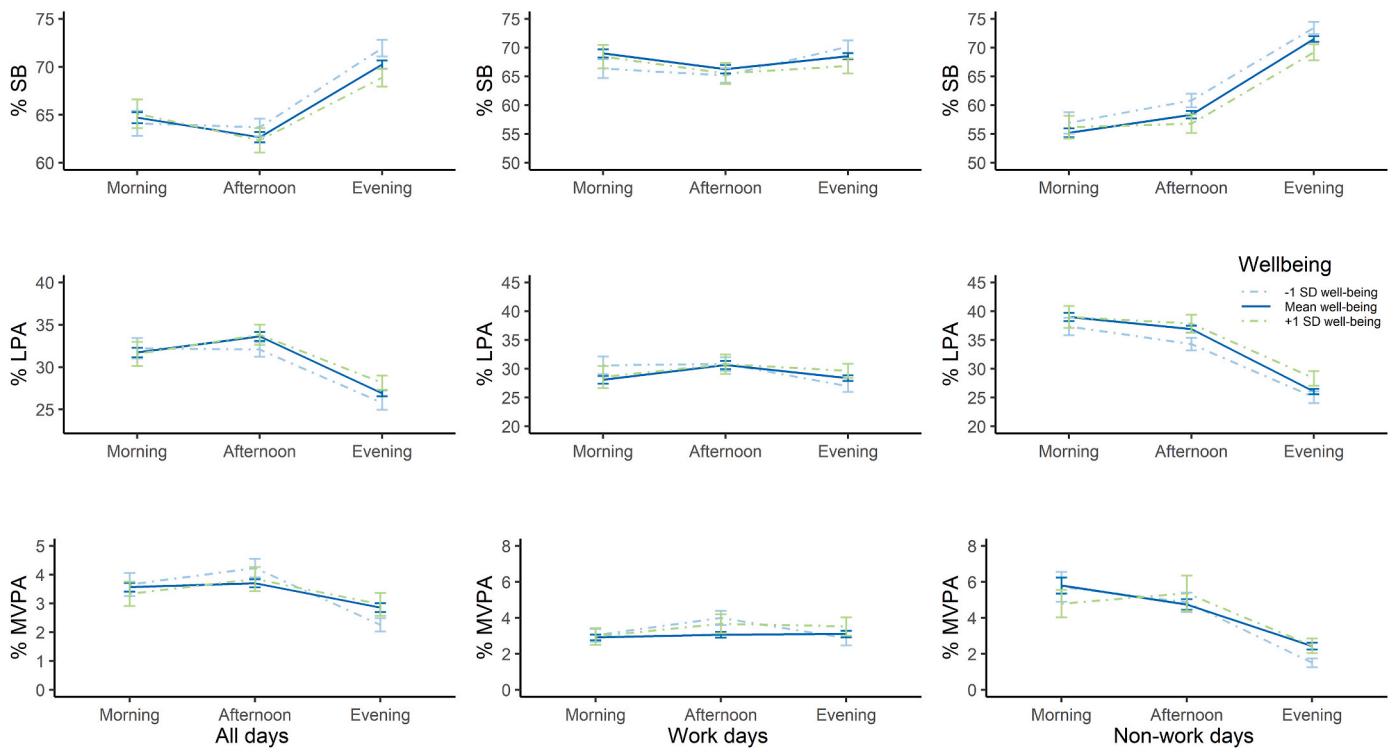 % SB
75
70
65
60
Morning
Afternoon
Evening
% SB
75
70
65
60
55
50
Morning
Afternoon
Evening
% SB
75
70
65
60
55
50
Morning
Afternoon
Evening
% LPA
40
35
30
25
Morning
Afternoon
Evening
% LPA
45
40
35
30
25
20
Morning
Afternoon
Evening
% LPA
45
40
35
30
25
20
Morning
Afternoon
Evening
Wellbeing
-1 SD well-being
Mean well-being
+1 SD well-being
% MVPA
5
4
3
2
1
0
Morning
Afternoon
Evening
All days
% MVPA
8
6
4
2
0
Morning
Afternoon
Evening
Work days
% MVPA
8
6
4
2
0
Morning
Afternoon
Evening
Non-work days